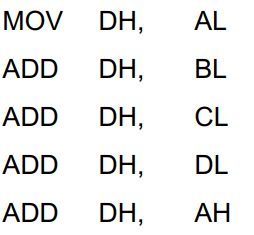 MOV DH, AL
ADD DH, BL
ADD DH, CL
ADD DH, DL
ADD DH, AH